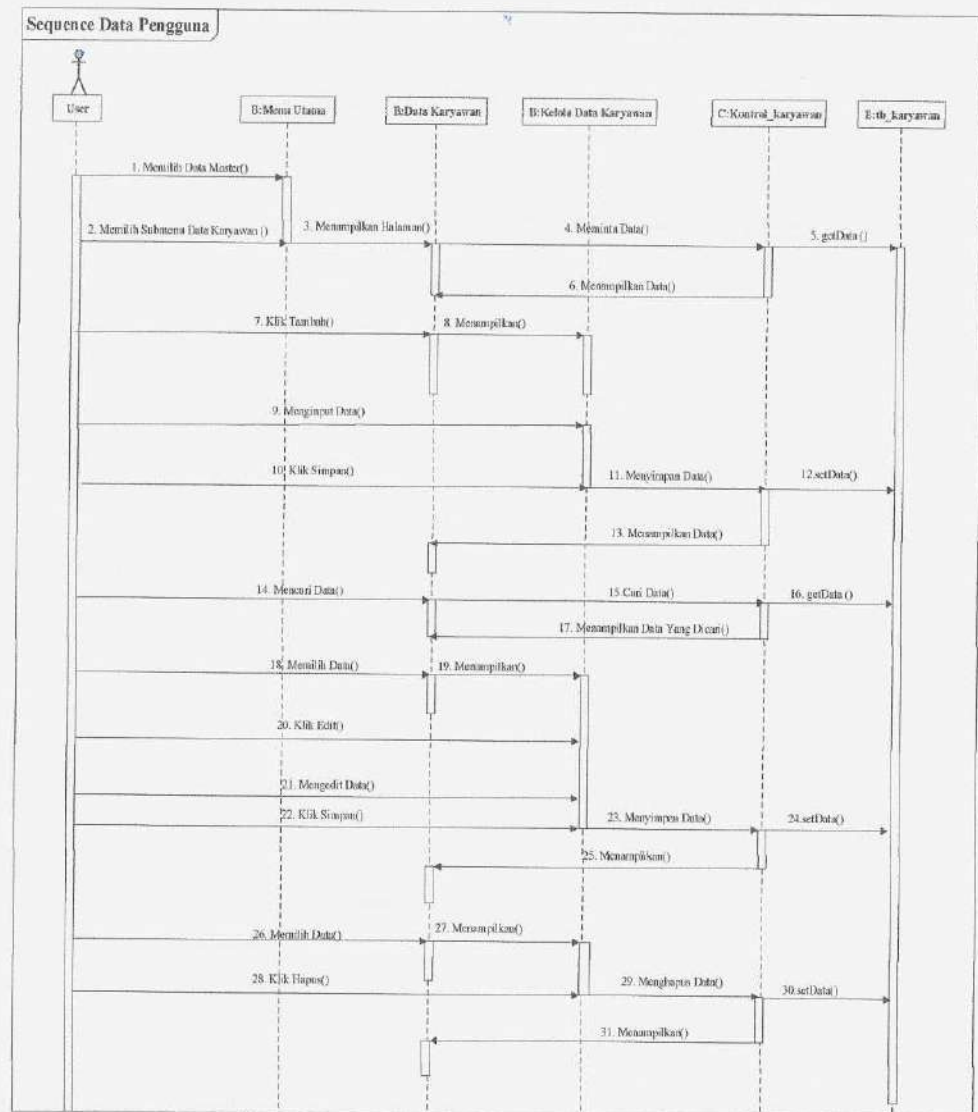 Sequence Data Pengguna
User
B:Menu Utama
B:Data Karyawan
B:Kelola Data Karyawan
C:Kontrol_karyawan
E:tb_karyawan
1. Memilih Data Master()
2. Memilih Submenu Data Karyawan ()
3. Menampilkan Halaman()
4. Meminta Data()
5. getData ()
6. Menampilkan Data()
7. Klik Tambah()
8. Menampilkan()
9. Menginput Data()
10. Klik Simpan()
11. Menyimpan Data()
12.setData()
13. Menampilkan Data()
14. Mencari Data()
15.Cari Data()
16. getData ()
17. Menampilkan Data Yang Dicari()
18. Memilih Data()
19. Menampilkan()
20. Klik Edit()
21. Mengedit Data()
22. Klik Simpan()
23. Menyimpan Data()
24.setData()
25. Menampilkan()
26. Memilih Data()
27. Menampilkan()
28. Klik Hapus()
29. Menghapus Data()
30.setData()
31. Menampilkan()